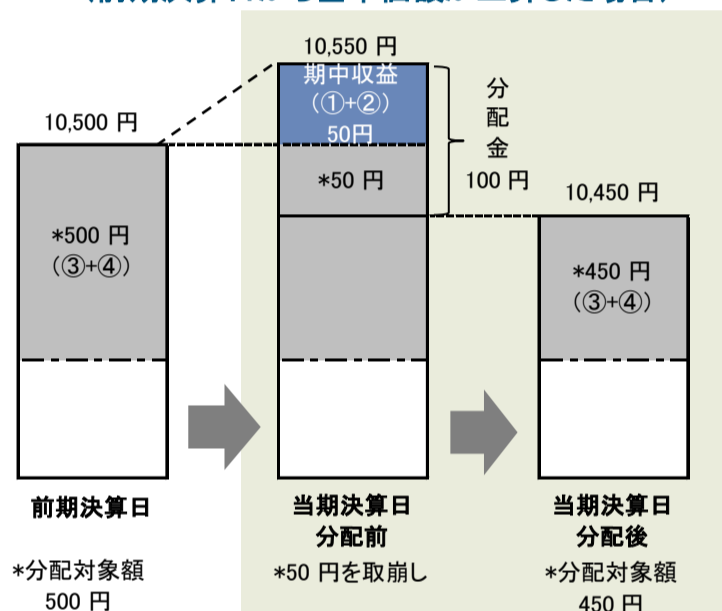 10,550 円
期中収益
(①+②)
50円
分配金
10,500 円
*50 円
100 円
10,450 円
*500 円
(③+④)
*450 円
(③+④)
前期決算日
当期決算日
分配前
当期決算日
分配後
*分配対象額
500 円
*50 円を取崩し
*分配対象額
450 円